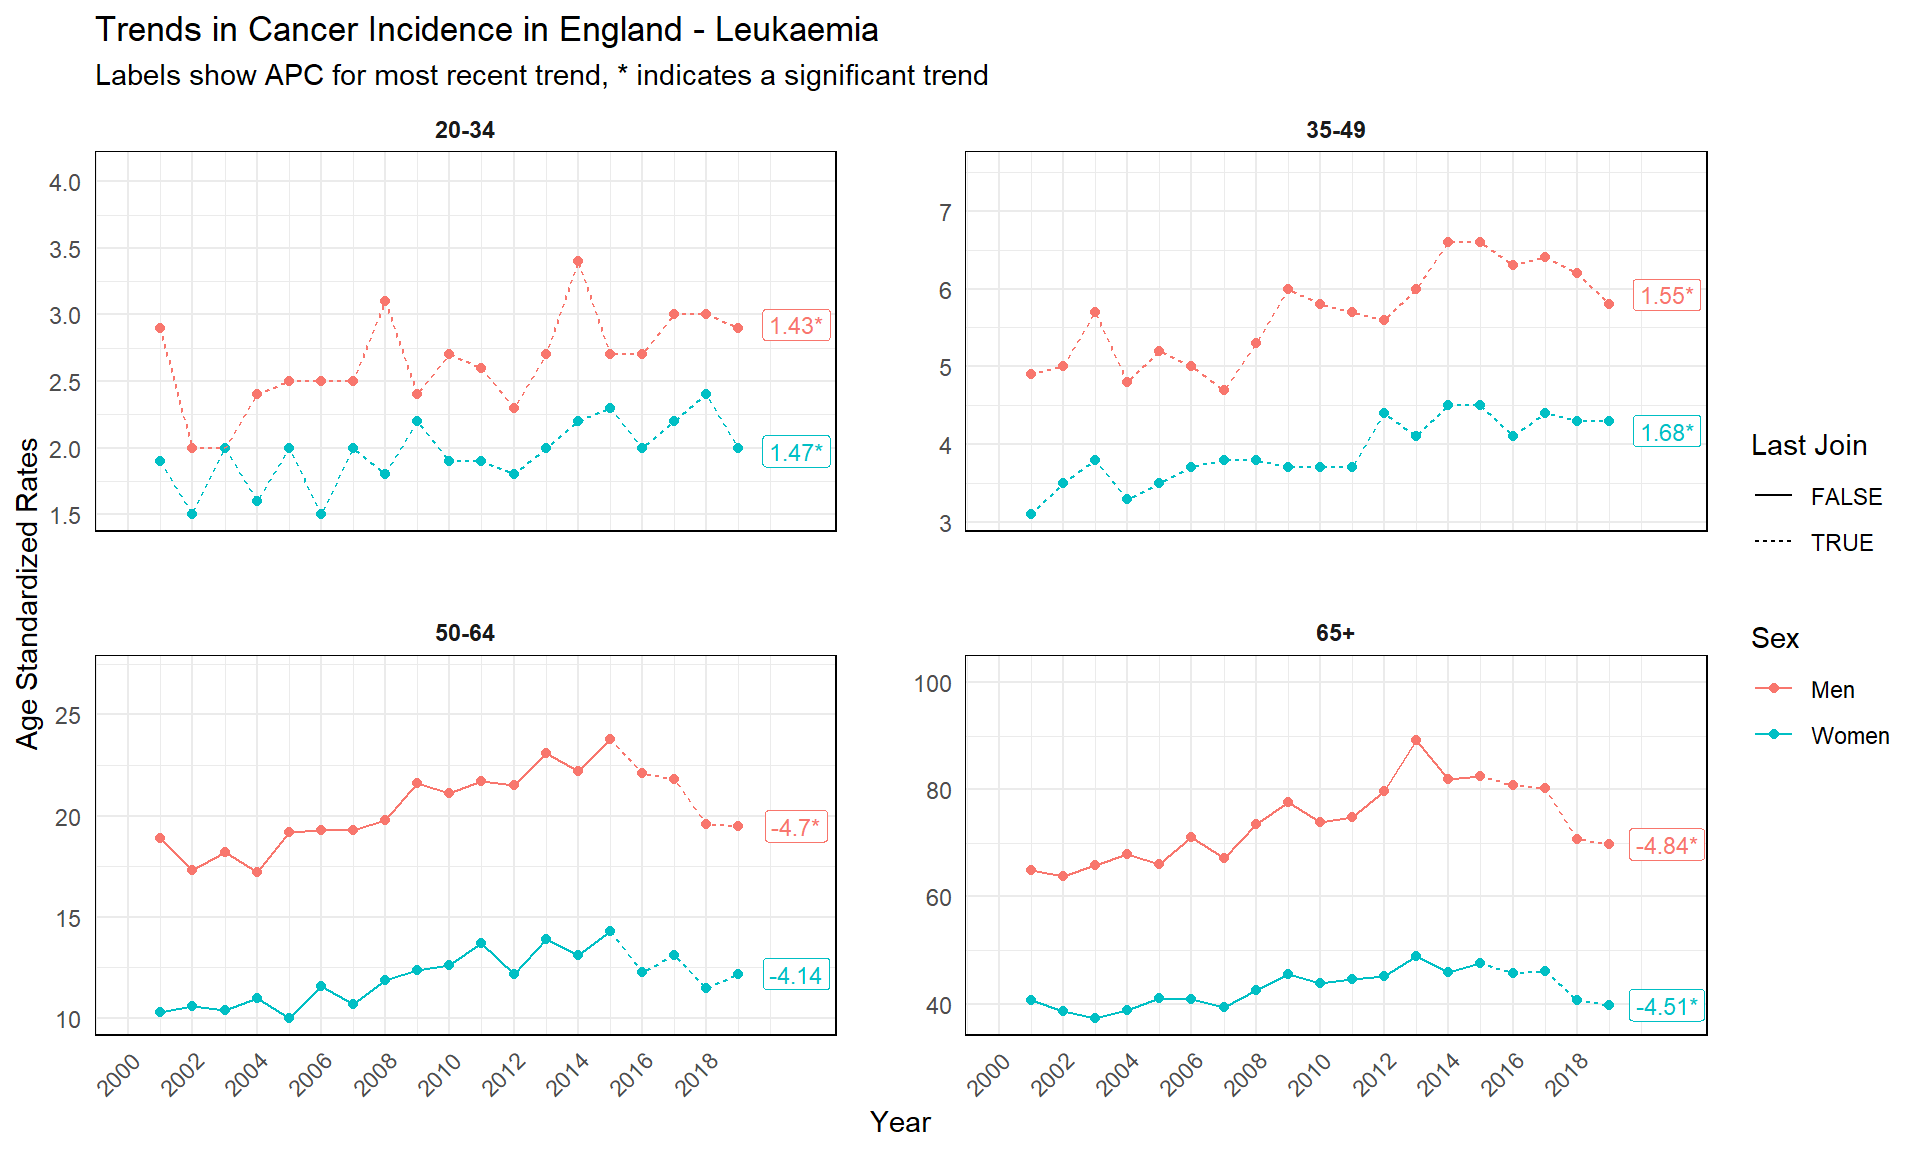 Trends in Cancer Incidence in England - Leukaemia
Labels show APC for most recent trend, * indicates a significant trend
Age Standardized Rates
20-34
4.0
3.5
3.0
2.5
2.0
1.5
1.43*
1.47*
35-49
7
6
5
4
3
1.55*
1.68*
50-64
25
20
15
10
-4.7*
-4.14
2000 2002 2004 2006 2008 2010 2012 2014 2016 2018
65+
100
80
60
40
-4.84*
-4.51*
2000 2002 2004 2006 2008 2010 2012 2014 2016 2018
Year
Last Join
FALSE
TRUE
Sex
Men
Women